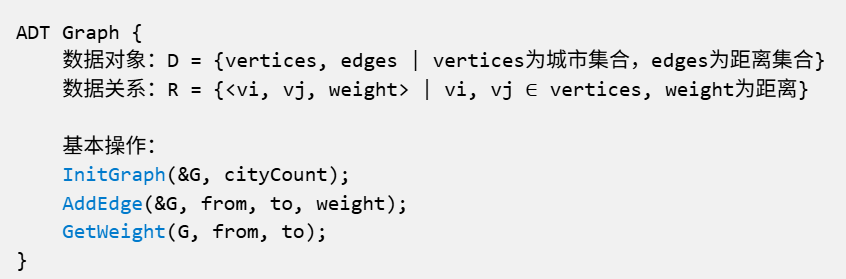 ADT Graph {
数据对象：D = {vertices, edges | vertices为城市集合，edges为距离集合}
数据关系：R = {<vi, vj, weight> | vi, vj ∈ vertices, weight为距离}
基本操作：
InitGraph(&G, cityCount);
AddEdge(&G, from, to, weight);
GetWeight(G, from, to);
}